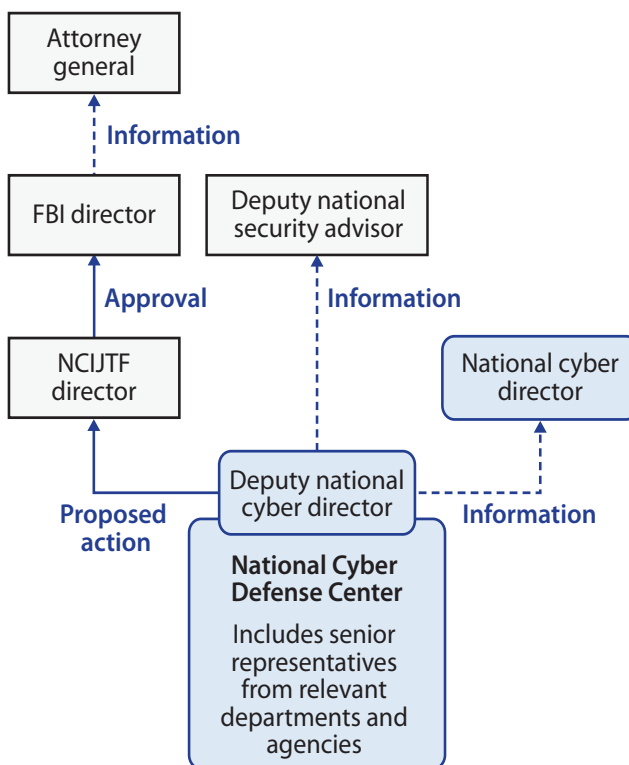 Attorney
general
Information
FBI director
Deputy national
security advisor
Approval
Information
NCIJTF
director
National cyber
director
Deputy national
cyber director
Proposed
action
Information
National Cyber
Defense Center
Includes senior
representatives
from relevant
departments and
agencies